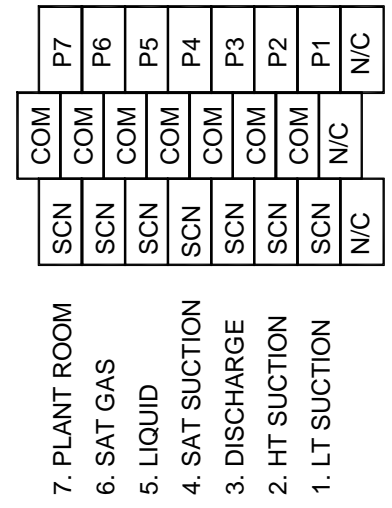 7. PLANT ROOM SCN COM P7
6. SAT GAS SCN COM P6
5. LIQUID SCN COM P5
4. SAT SUCTION SCN COM P4
3. DISCHARGE SCN COM P3
2. HT SUCTION SCN COM P2
1. LT SUCTION SCN COM P1
N/C N/C N/C